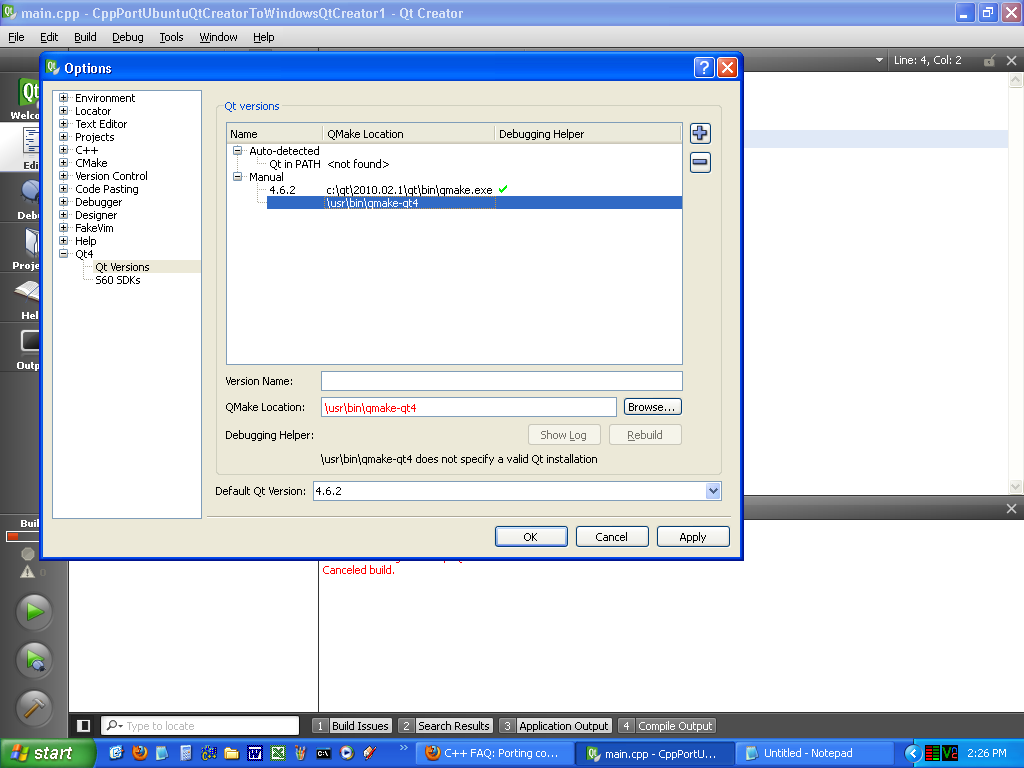 main.cpp - CppPortUbuntuQtCreatorToWindowsQtCreator1 - Qt Creator
File Edit Build Debug Tools Window Help
Line: 4, Col: 2
Options
Qt
Welco
Edi
Debu
Proje
Hel
Outp
Buil
Environment
Locator
Text Editor
Projects
C++
CMake
Version Control
Code Pasting
Debugger
Designer
FakeVim
Help
Qt4
Qt Versions
S60 SDKs
Qt versions
Name QMake Location Debugging Helper
Auto-detected
Qt in PATH <not found>
Manual
4.6.2 c:\qt\2010.02.1\qt\bin\qmake.exe
\usr\bin\qmake-qt4
Version Name:
QMake Location: \usr\bin\qmake-qt4 Browse...
Debugging Helper: Show Log Rebuild
\usr\bin\qmake-qt4 does not specify a valid Qt installation
Default Qt Version: 4.6.2
OK Cancel Apply
Canceled build.
Type to locate 1 Build Issues 2 Search Results 3 Application Output 4 Compile Output
start C++ FAQ: Porting co... main.cpp - CppPortU... Untitled - Notepad 2:26 PM